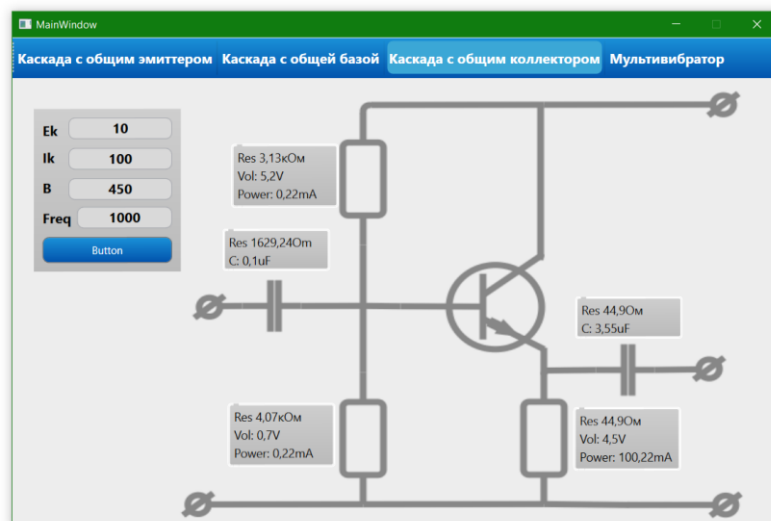 MainWindow
Каскада с общим эмиттером Каскада с общей базой Каскада с общим коллектором Мультивибратор
Ek 10
Ik 100
B 450
Freq 1000
Button
Res 3,13кОм
Vol: 5,2V
Power: 0,22mA
Res 1629,24Om
C: 0,1uF
Res 44,9Ом
C: 3,55uF
Res 4,07кОм
Vol: 0,7V
Power: 0,22mA
Res 44,9Ом
Vol: 4,5V
Power: 100,22mA